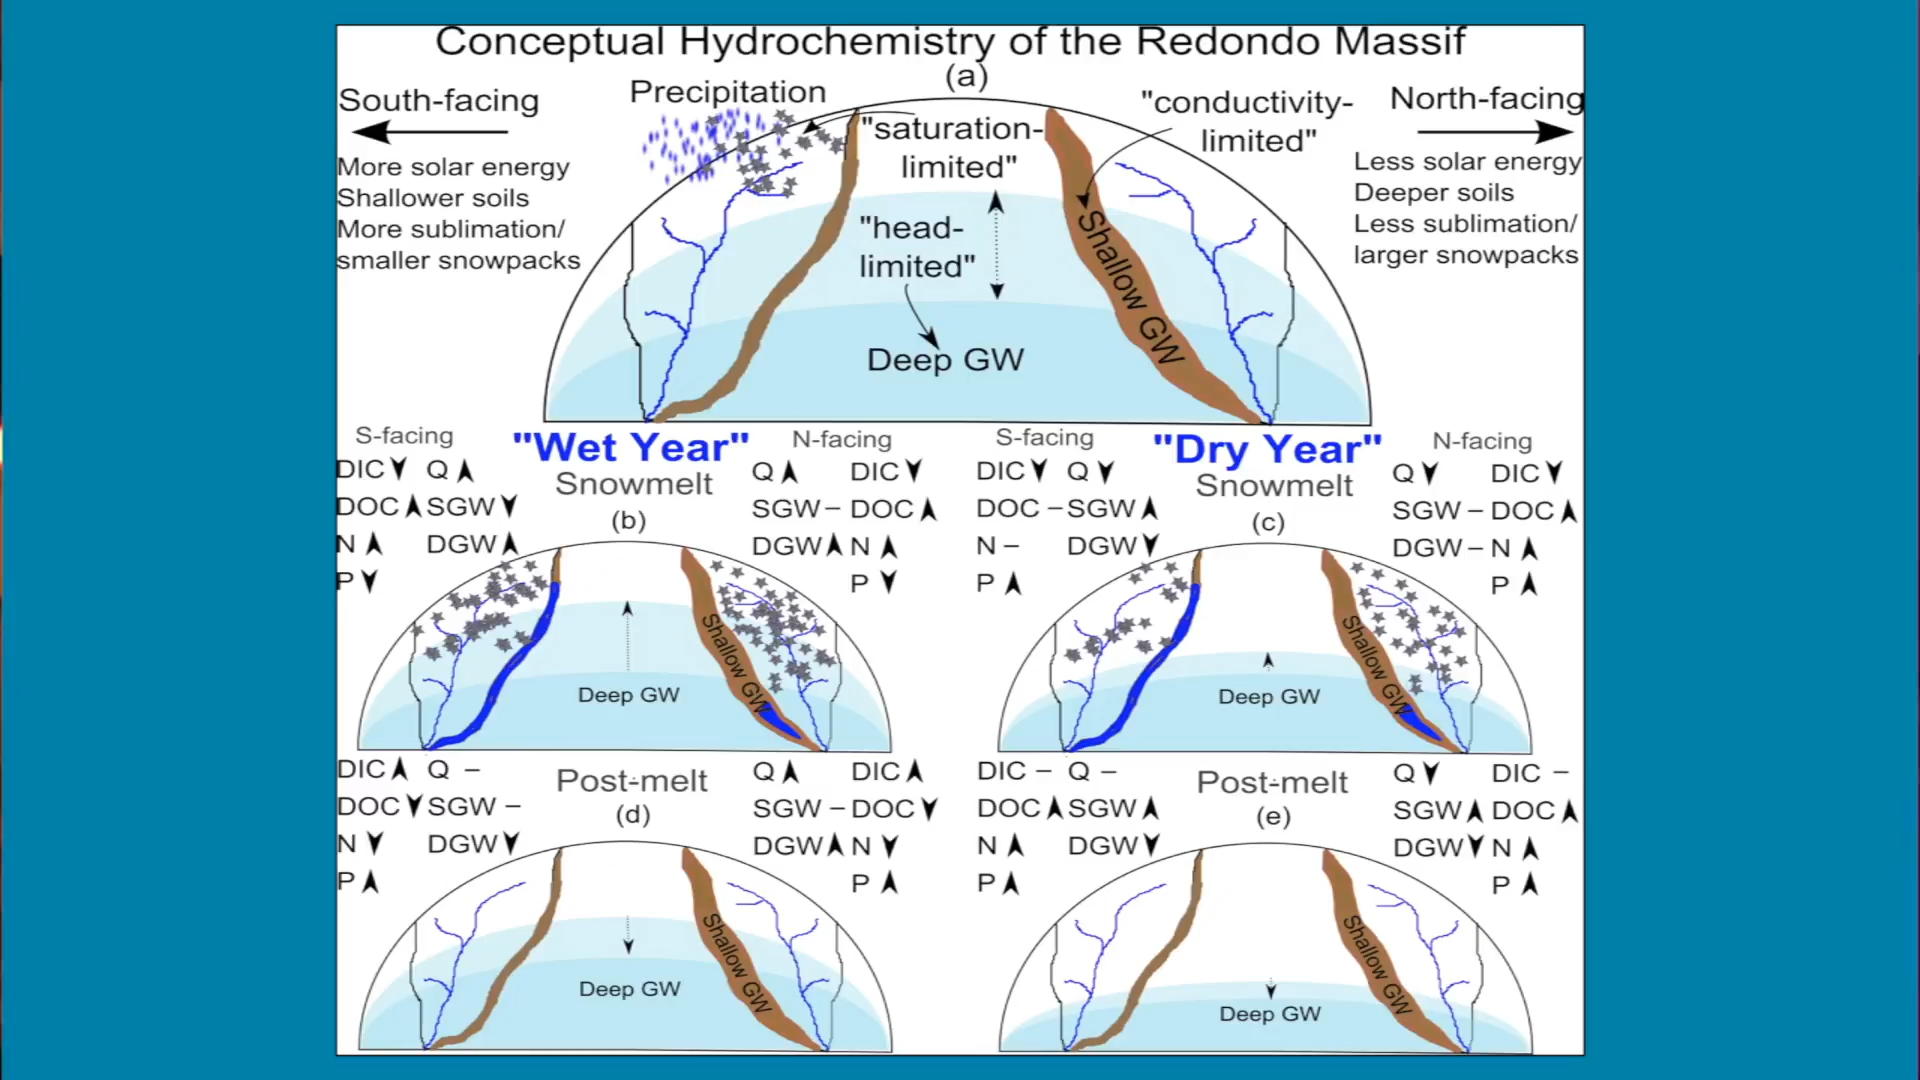 Conceptual Hydrochemistry of the Redondo Massif
(a)
South-facing
More solar energy
Shallower soils
More sublimation/
smaller snowpacks
Precipitation
"saturation-
limited"
"head-
limited"
Deep GW
"conductivity-
limited"
Shallow GW
North-facing
Less solar energy
Deeper soils
Less sublimation/
larger snowpacks
"Wet Year"
Snowmelt
(b)
S-facing
DIC Q
DOC SGW
N DGW
P
N-facing
Q DIC
SGW – DOC
DGW N
P
Deep GW
Shallow GW
"Dry Year"
Snowmelt
(c)
S-facing
DIC Q
DOC – SGW
N – DGW
P
N-facing
Q DIC
SGW – DOC
DGW – N
P
Deep GW
Shallow GW
Post-melt
(d)
DIC Q –
DOC SGW –
N DGW
P
Q DIC
SGW – DOC
DGW N
P
Deep GW
Shallow GW
Post-melt
(e)
DIC – Q –
DOC SGW
N DGW
P
Q DIC –
SGW DOC
DGW N
P
Deep GW
Shallow GW